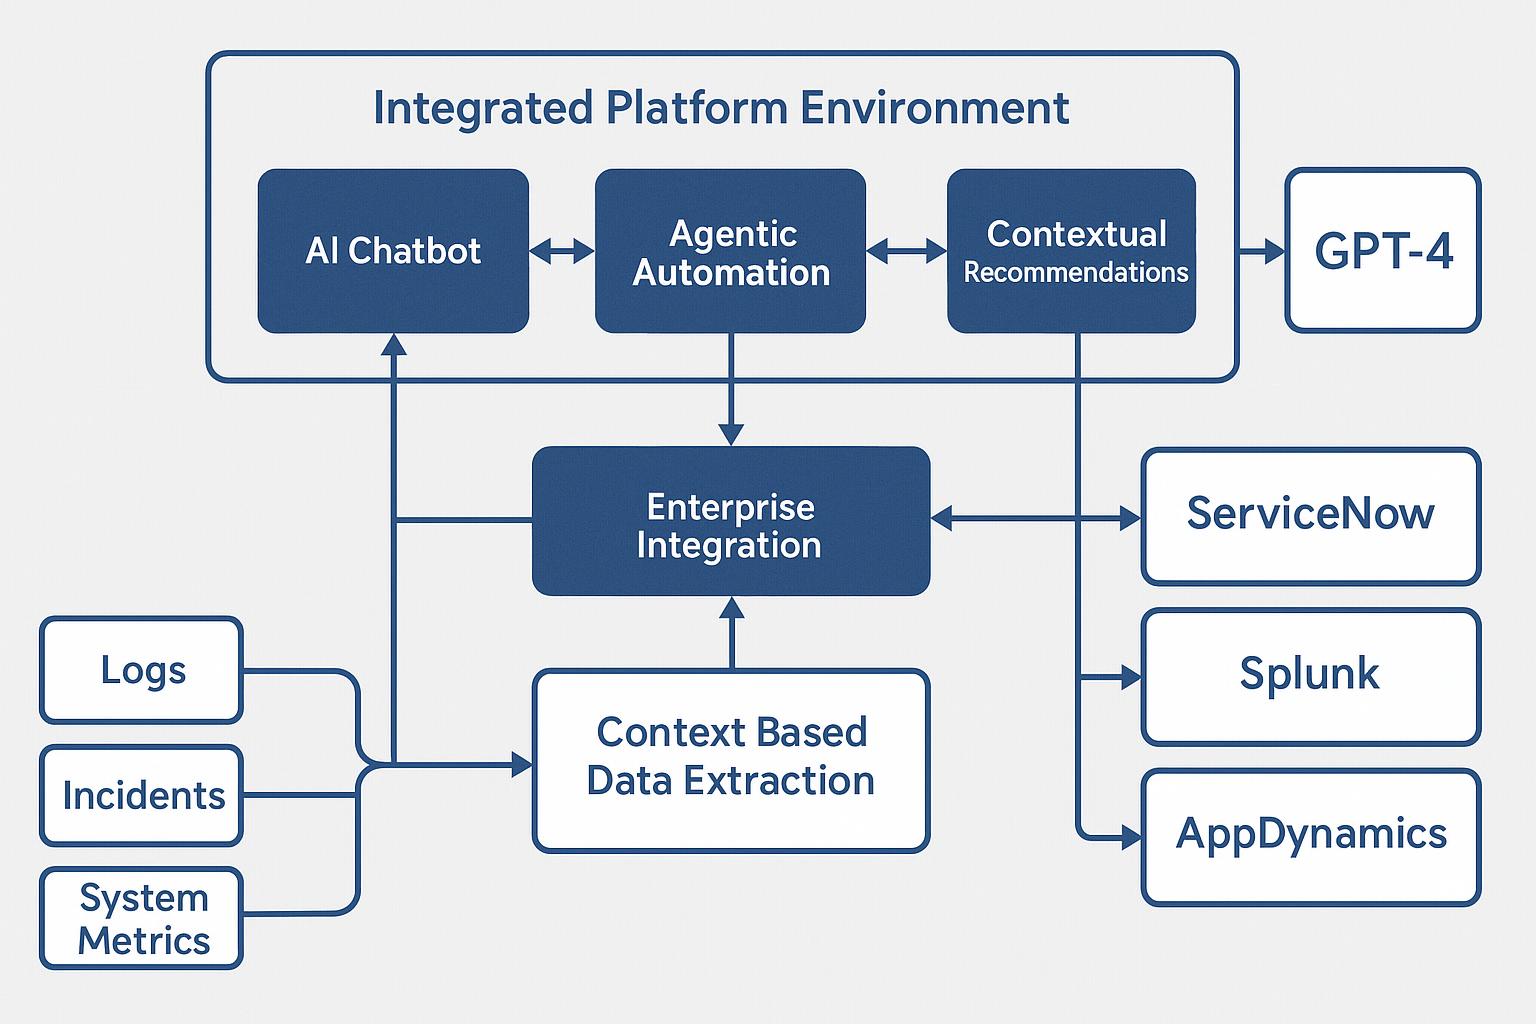 Integrated Platform Environment
AI Chatbot
Agentic
Automation
Contextual
Recommendations
GPT-4
Enterprise
Integration
ServiceNow
Splunk
AppDynamics
Logs
Incidents
System
Metrics
Context Based
Data Extraction